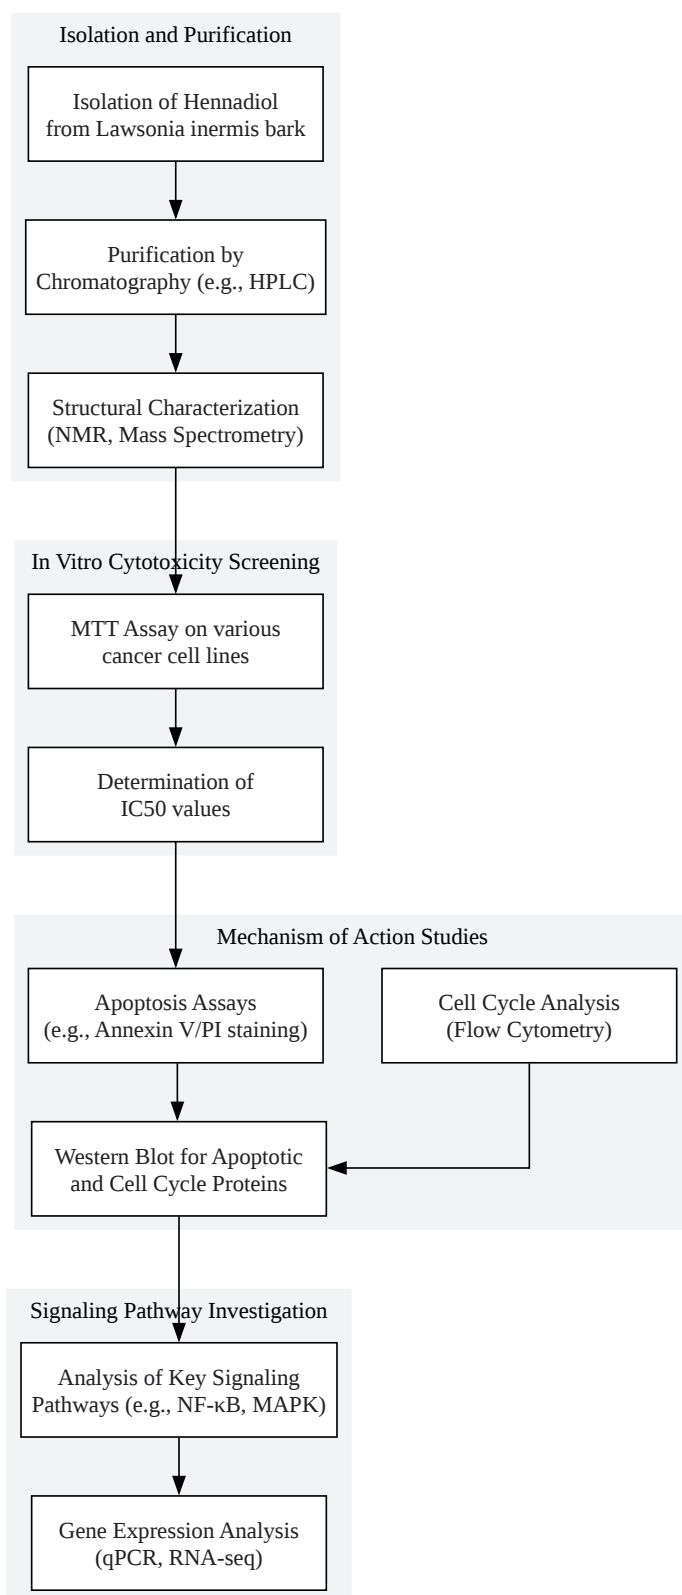 Isolation and Purification
Isolation of Hennadiol
from Lawsonia inermis bark
Purification by
Chromatography (e.g., HPLC)
Structural Characterization
(NMR, Mass Spectrometry)
In Vitro Cytotoxicity Screening
MTT Assay on various
cancer cell lines
Determination of
IC50 values
Mechanism of Action Studies
Apoptosis Assays
(e.g., Annexin V/PI staining)
Cell Cycle Analysis
(Flow Cytometry)
Western Blot for Apoptotic
and Cell Cycle Proteins
Signaling Pathway Investigation
Analysis of Key Signaling
Pathways (e.g., NF-κB, MAPK)
Gene Expression Analysis
(qPCR, RNA-seq)